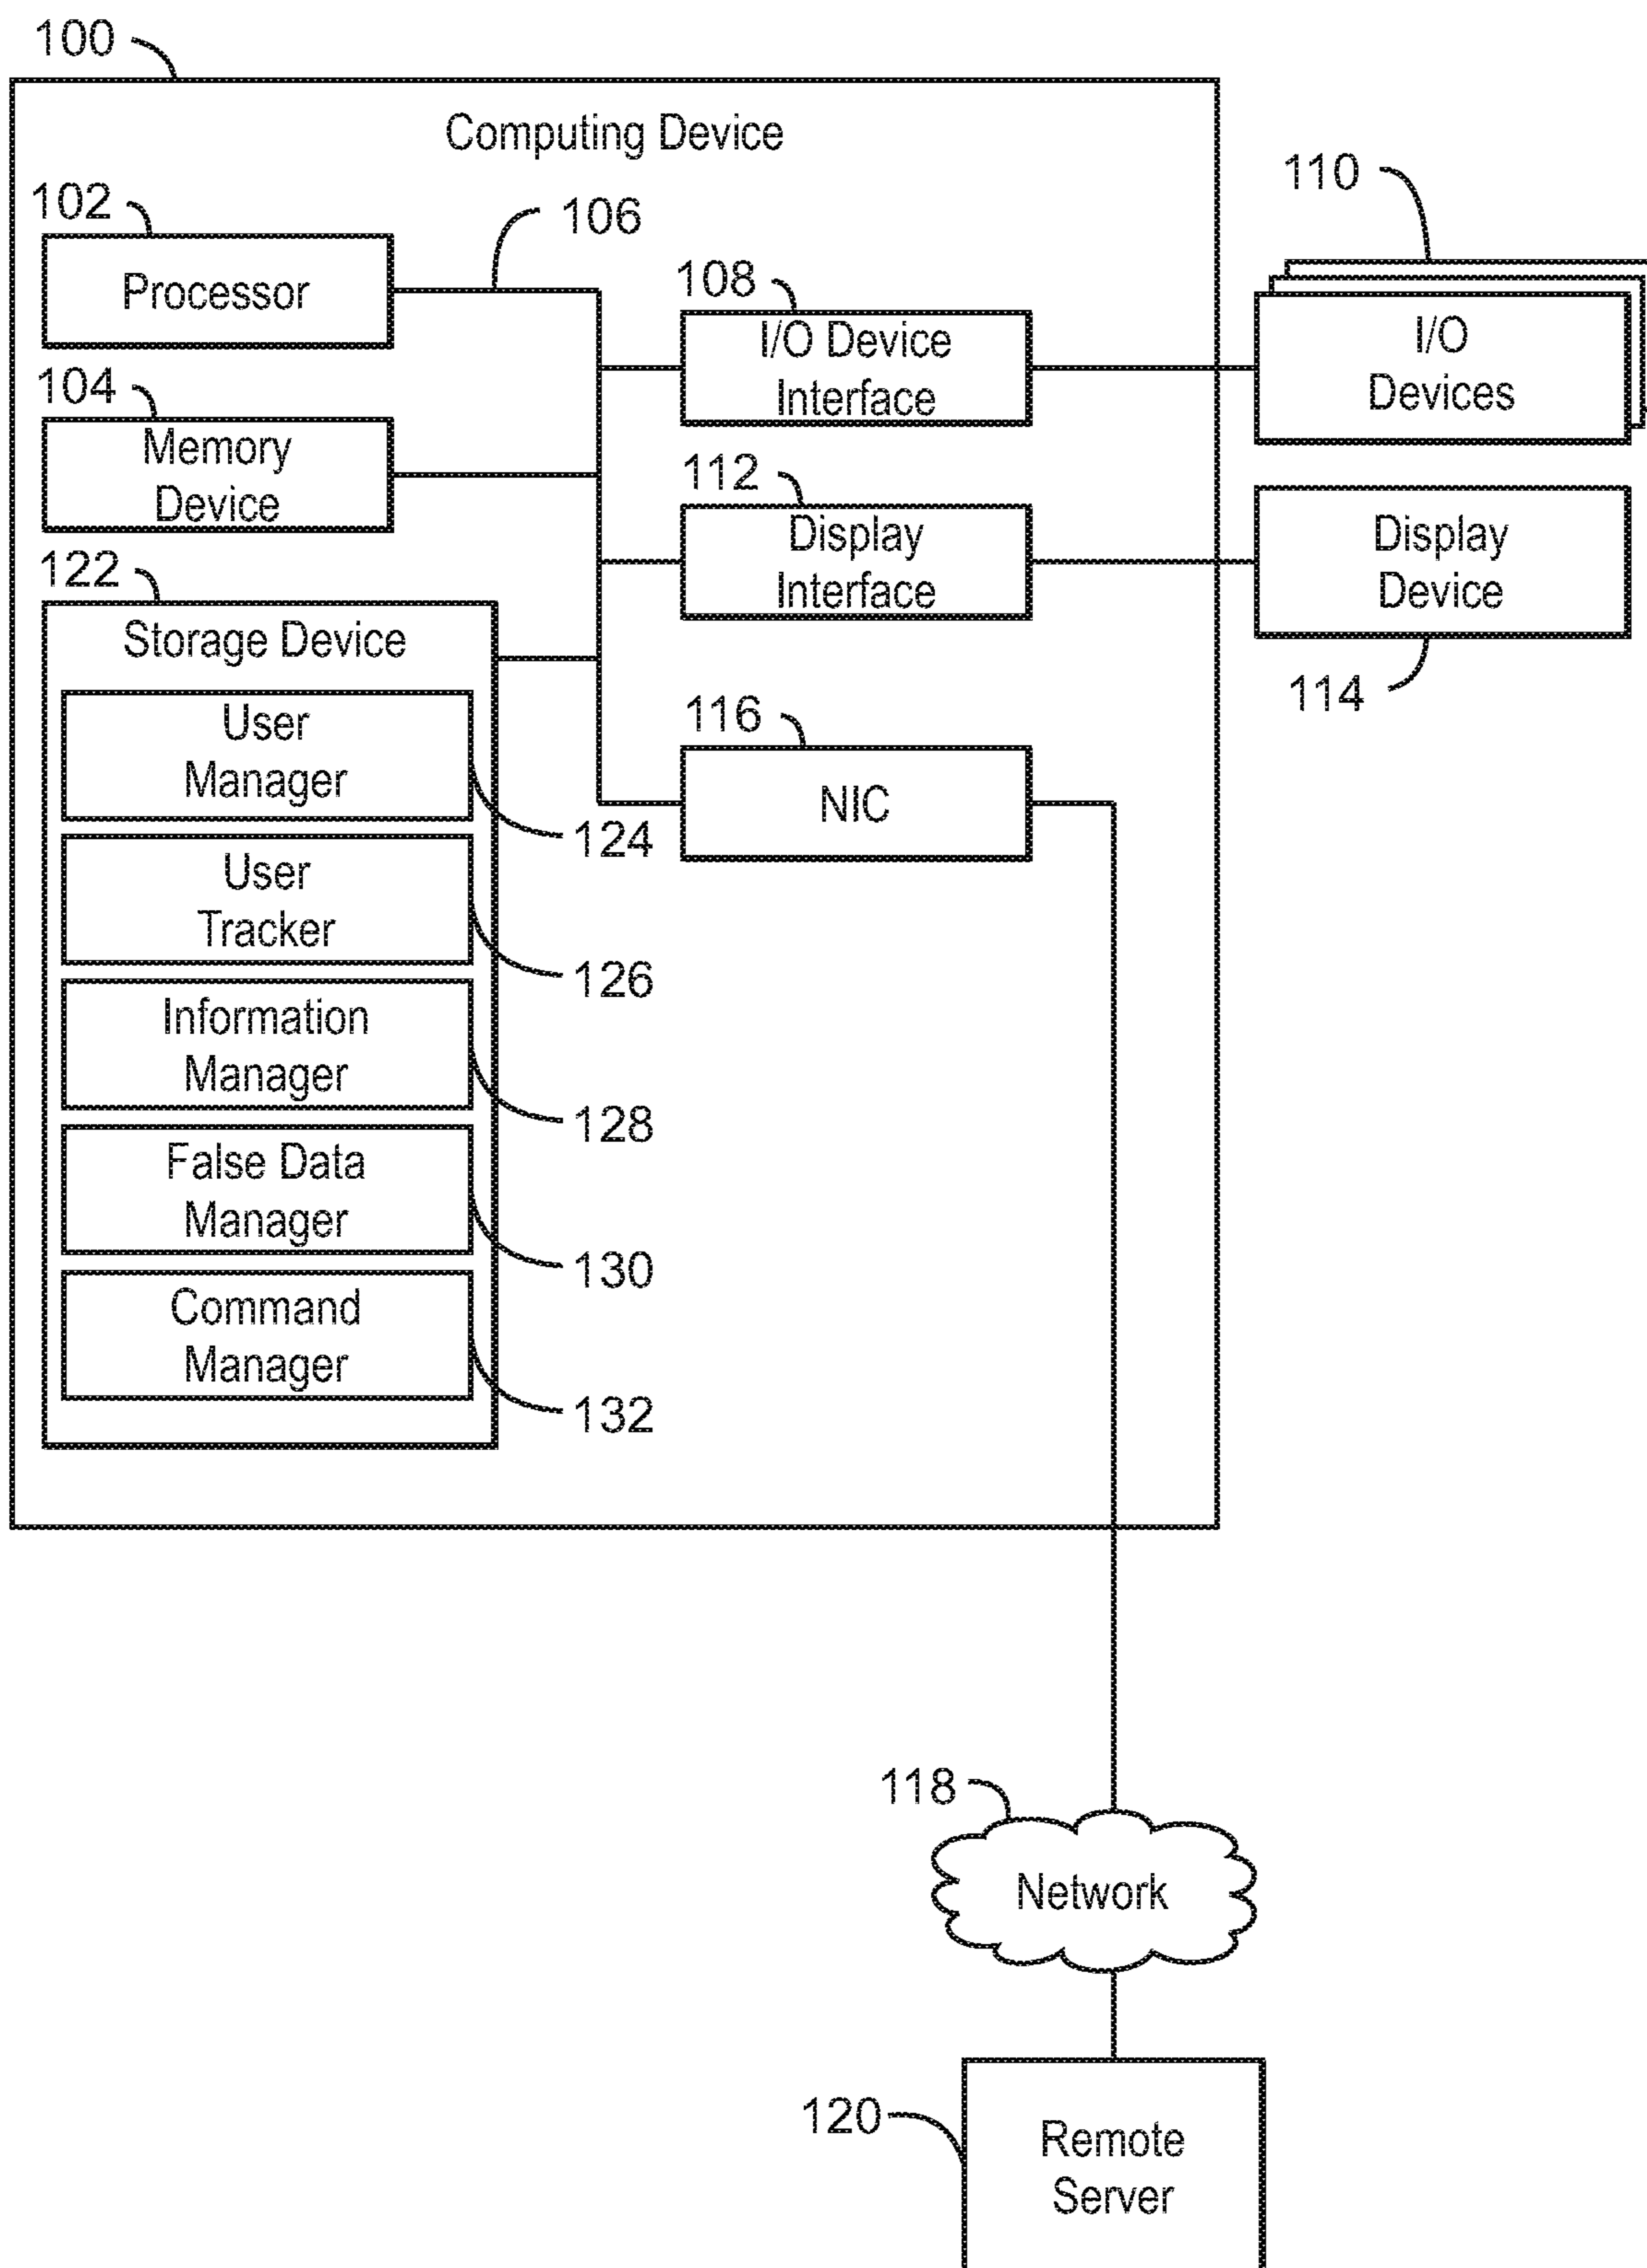 100
Computing Device
102
106
110
Processor
108
I/O Device
Interface
I/O
Devices
104
Memory
Device
112
Display
Interface
Display
Device
114
122
Storage Device
User
Manager
124
116
NIC
User
Tracker
126
Information
Manager
128
False Data
Manager
130
Command
Manager
132
118
Network
120
Remote
Server